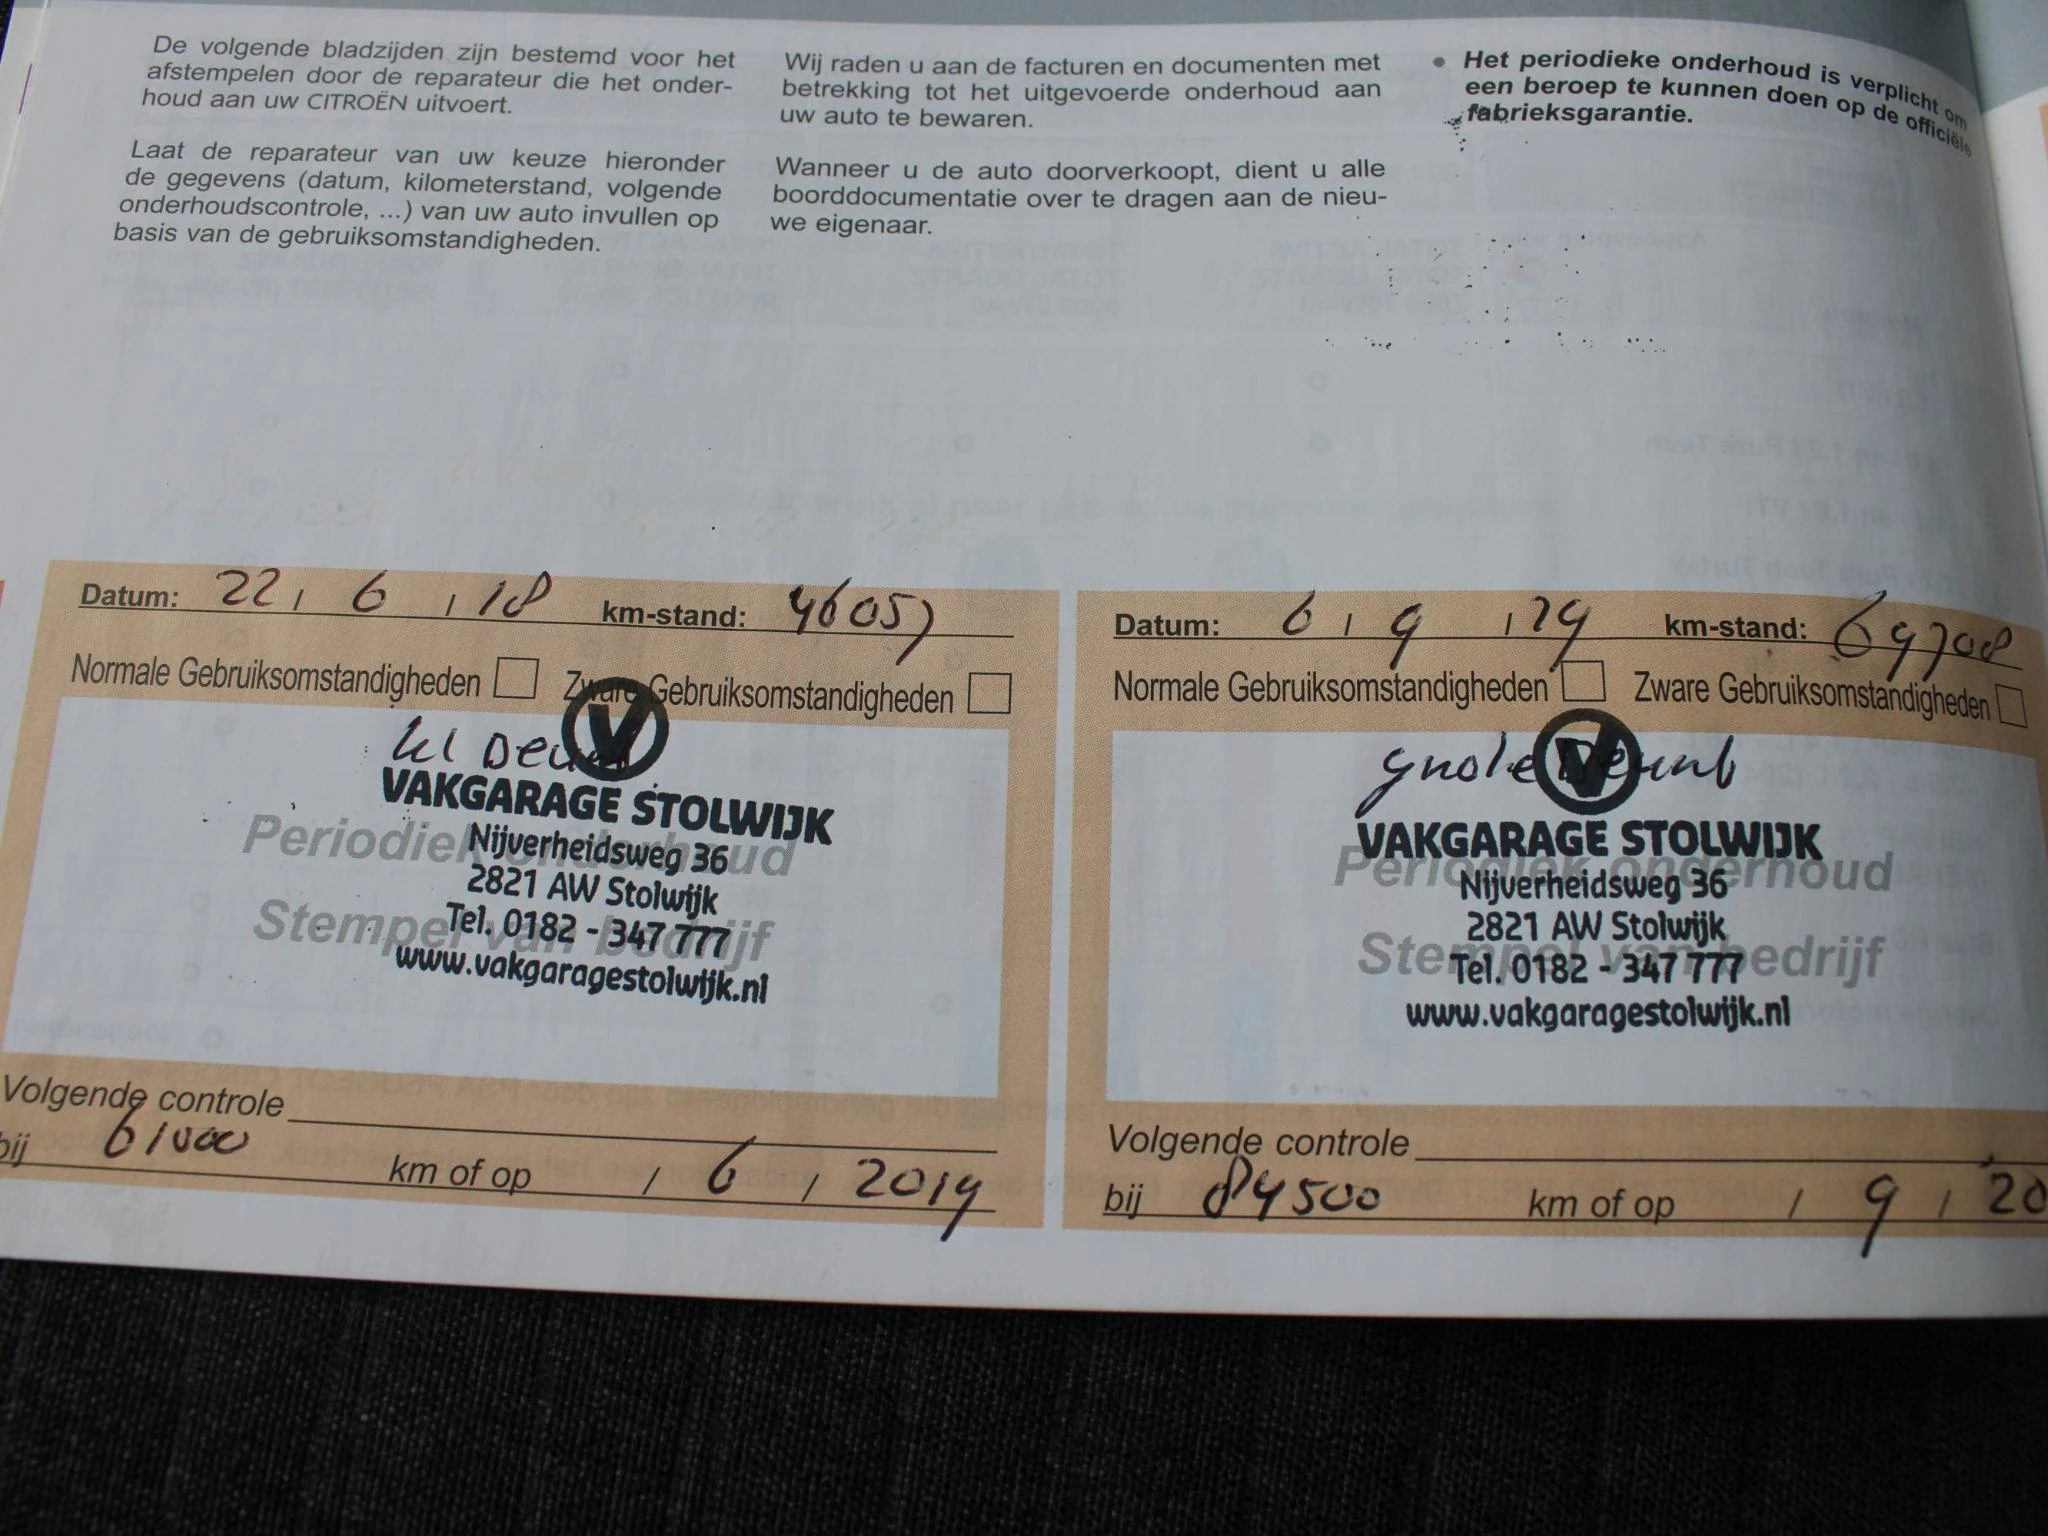 De volgende bladzijden zijn bestemd voor het
afstempelen door de reparateur die het onder-
houd aan uw CITROËN uitvoert.
Laat de reparateur van uw keuze hieronder
de gegevens (datum, kilometerstand, volgende
onderhoudscontrole, ...) van uw auto invullen op
basis van de gebruiksomstandigheden.
Wij raden u aan de facturen en documenten met
betrekking tot het uitgevoerde onderhoud aan
uw auto te bewaren.
Wanneer u de auto doorverkoopt, dient u alle
boorddocumentatie over te dragen aan de nieu-
we eigenaar.
• Het periodieke onderhoud is verplicht om
een beroep te kunnen doen op de officiële
fabrieksgarantie.
Datum: 22 / 6 / 18 km-stand: 46057
Normale Gebruiksomstandigheden Zware Gebruiksomstandigheden
kl Beurt
VAKGARAGE STOLWIJK
Periodiek onderhoud
Nijverheidsweg 36
2821 AW Stolwijk
Stempel van bedrijf
Tel. 0182 - 347 777
www.vakgaragestolwijk.nl
Volgende controle
bij 61000 km of op / 6 / 2019
Datum: 6 / 9 / 19 km-stand: 69708
Normale Gebruiksomstandigheden Zware Gebruiksomstandigheden
grote Beurt
VAKGARAGE STOLWIJK
Periodiek onderhoud
Nijverheidsweg 36
2821 AW Stolwijk
Stempel van bedrijf
Tel. 0182 - 347 777
www.vakgaragestolwijk.nl
Volgende controle
bij 84500 km of op / 9 / 20